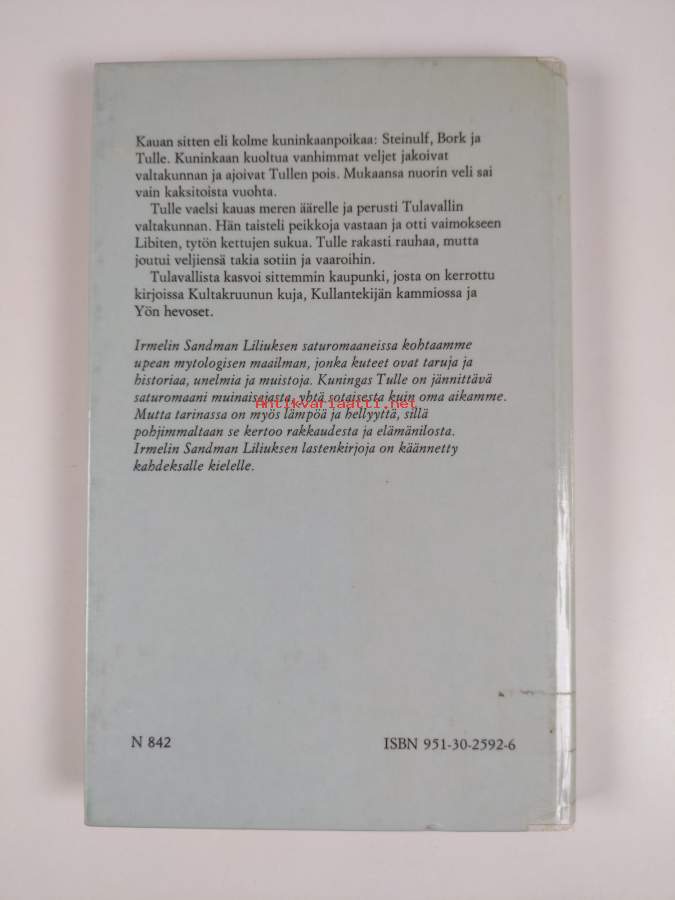 Kauan sitten eli kolme kuninkaanpoikaa: Steinulf, Bork ja
Tulle. Kuninkaan kuoltua vanhimmat veljet jakoivat
valtakunnan ja ajoivat Tullen pois. Mukaansa nuorin veli sai
vain kaksitoista vuohta.
Tulle vaelsi kauas meren äärelle ja perusti Tulavallin
valtakunnan. Hän taisteli peikkoja vastaan ja otti vaimokseen
Libiten, tytön kettujen sukua. Tulle rakasti rauhaa, mutta
joutui veljiensä takia sotiin ja vaaroihin.
Tulavallista kasvoi sittemmin kaupunki, josta on kerrottu
kirjoissa Kultakruunun kuja, Kullantekijän kammiossa ja
Yön hevoset.
Irmelin Sandman Liliuksen saturomaaneissa kohtaamme
upean mytologisen maailman, jonka kuteet ovat taruja ja
historiaa, unelmia ja muistoja. Kuningas Tulle on jännittävä
saturomaani muinaisajasta, yhtä sotaisesta kuin oma aikamme.
Antikvariaatti.net
Mutta tarinassa on myös lämpöä ja hellyyttä, sillä
pohjimmaltaan se kertoo rakkaudesta ja elämänilosta.
Irmelin Sandman Liliuksen lastenkirjoja on käännetty
kahdeksalle kielelle.
N 842
ISBN 951-30-2592-6